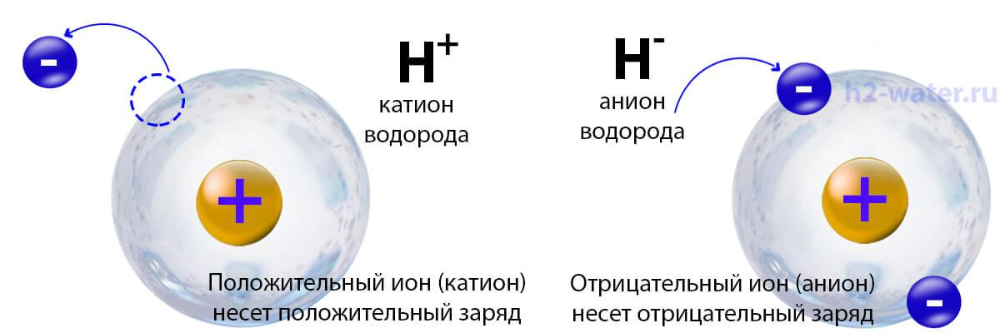 H⁺
катион
водорода
Положительный ион (катион)
несет положительный заряд
H⁻
анион
водорода
h2-water.ru
Отрицательный ион (анион)
несет отрицательный заряд
-
+
-
+
-